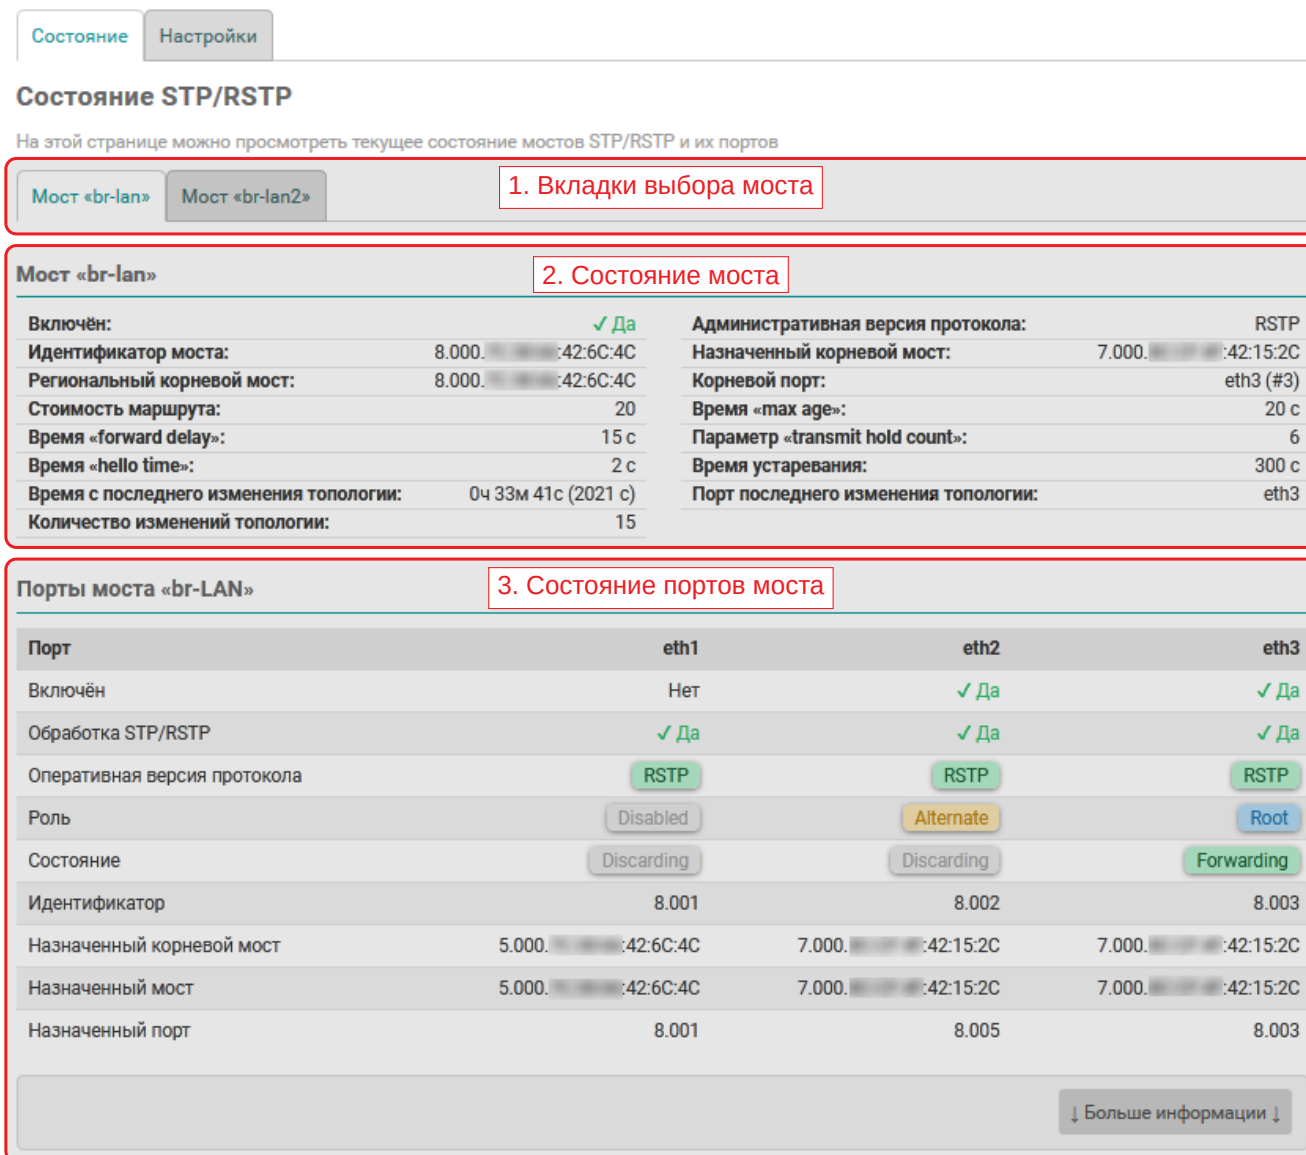 Состояние Настройки
Состояние STP/RSTP
На этой странице можно просмотреть текущее состояние мостов STP/RSTP и их портов
Мост «br-lan» Мост «br-lan2» 1. Вкладки выбора моста
Мост «br-lan» 2. Состояние моста
Включён: ✓ Да Административная версия протокола: RSTP
Идентификатор моста: 8.000. :42:6C:4C Назначенный корневой мост: 7.000. :42:15:2C
Региональный корневой мост: 8.000. :42:6C:4C Корневой порт: eth3 (#3)
Стоимость маршрута: 20 Время «max age»: 20 с
Время «forward delay»: 15 с Параметр «transmit hold count»: 6
Время «hello time»: 2 с Время устаревания: 300 с
Время с последнего изменения топологии: 0ч 33м 41с (2021 с) Порт последнего изменения топологии: eth3
Количество изменений топологии: 15
Порты моста «br-LAN» 3. Состояние портов моста
Порт eth1 eth2 eth3
Включён Нет ✓ Да ✓ Да
Обработка STP/RSTP ✓ Да ✓ Да ✓ Да
Оперативная версия протокола RSTP RSTP RSTP
Роль Disabled Alternate Root
Состояние Discarding Discarding Forwarding
Идентификатор 8.001 8.002 8.003
Назначенный корневой мост 5.000. :42:6C:4C 7.000. :42:15:2C 7.000. :42:15:2C
Назначенный мост 5.000. :42:6C:4C 7.000. :42:15:2C 7.000. :42:15:2C
Назначенный порт 8.001 8.005 8.003
↓ Больше информации ↓